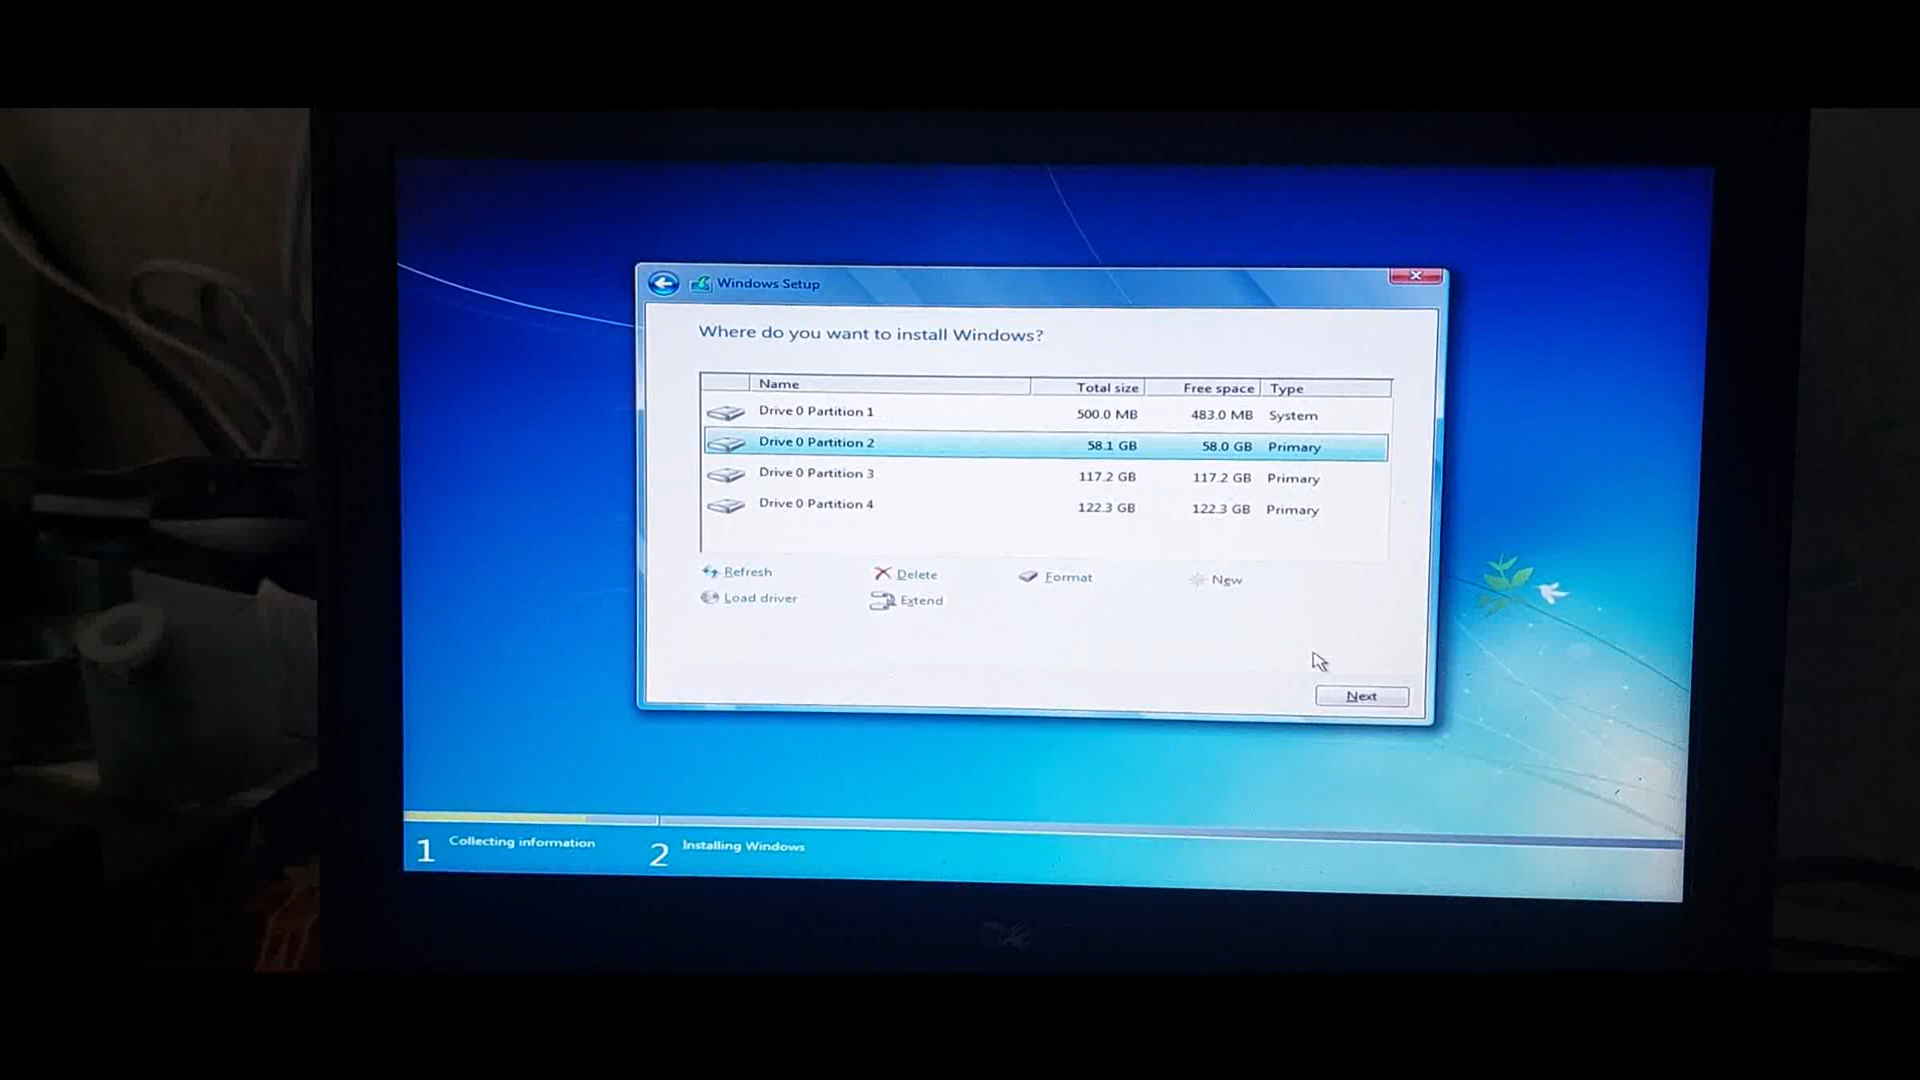 Windows Setup
Where do you want to install Windows?
Name Total size Free space Type
Drive 0 Partition 1 500.0 MB 483.0 MB System
Drive 0 Partition 2 58.1 GB 58.0 GB Primary
Drive 0 Partition 3 117.2 GB 117.2 GB Primary
Drive 0 Partition 4 122.3 GB 122.3 GB Primary
Refresh Delete Format New
Load driver Extend
Next
1 Collecting information 2 Installing Windows